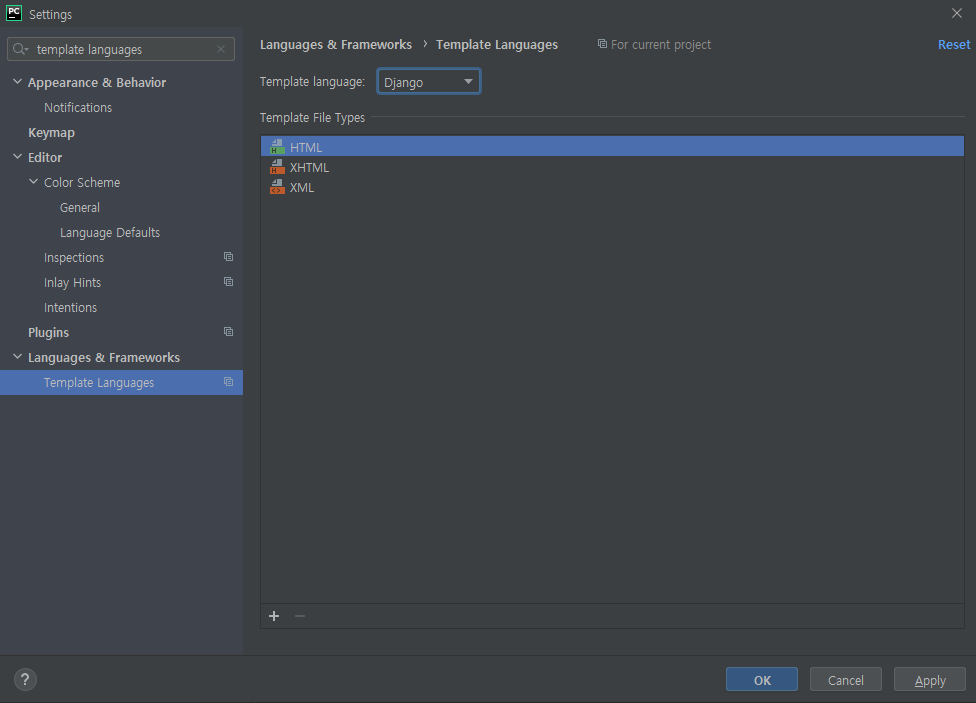 PC Settings
template languages
Appearance & Behavior
Notifications
Keymap
Editor
Color Scheme
General
Language Defaults
Inspections
Inlay Hints
Intentions
Plugins
Languages & Frameworks
Template Languages
Languages & Frameworks › Template Languages For current project Reset
Template language: Django
Template File Types
H HTML
H XHTML
<> XML
+ −
? OK Cancel Apply